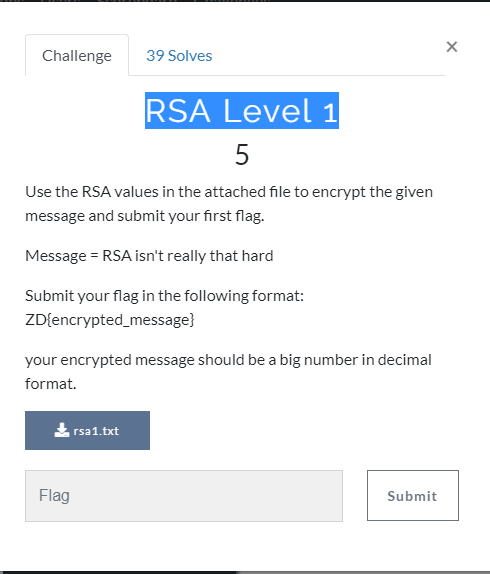 Challenge
39 Solves
×
RSA Level 1
5
Use the RSA values in the attached file to encrypt the given
message and submit your first flag.
Message = RSA isn't really that hard
Submit your flag in the following format:
ZD{encrypted_message}
your encrypted message should be a big number in decimal
format.
rsa1.txt
Flag
Submit